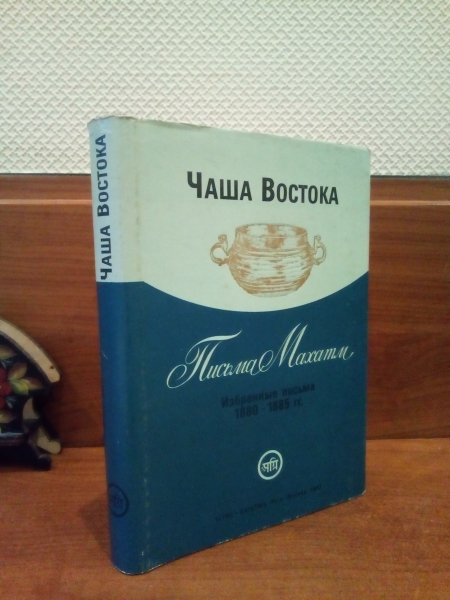 ЧАША ВОСТОКА
ЧАША ВОСТОКА
Письма Махатм
Избранные письма
1880 - 1885 гг.